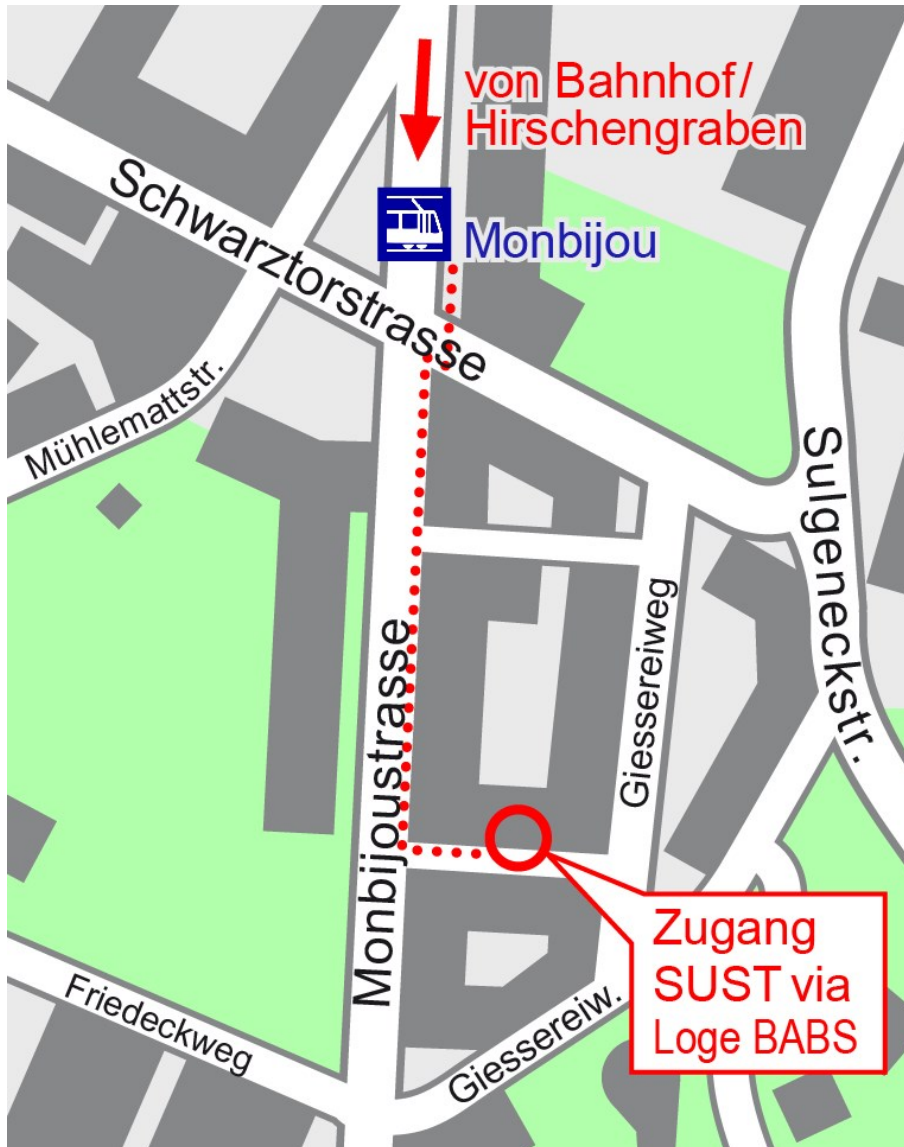 von Bahnhof/
Hirschengraben
Schwarztorstrasse
Monbijou
Mühlemattstr.
Sulgeneckstr.
Giessereiweg
Monbijoustrasse
Zugang
SUST via
Loge BABS
Friedeckweg
Giessereiw.